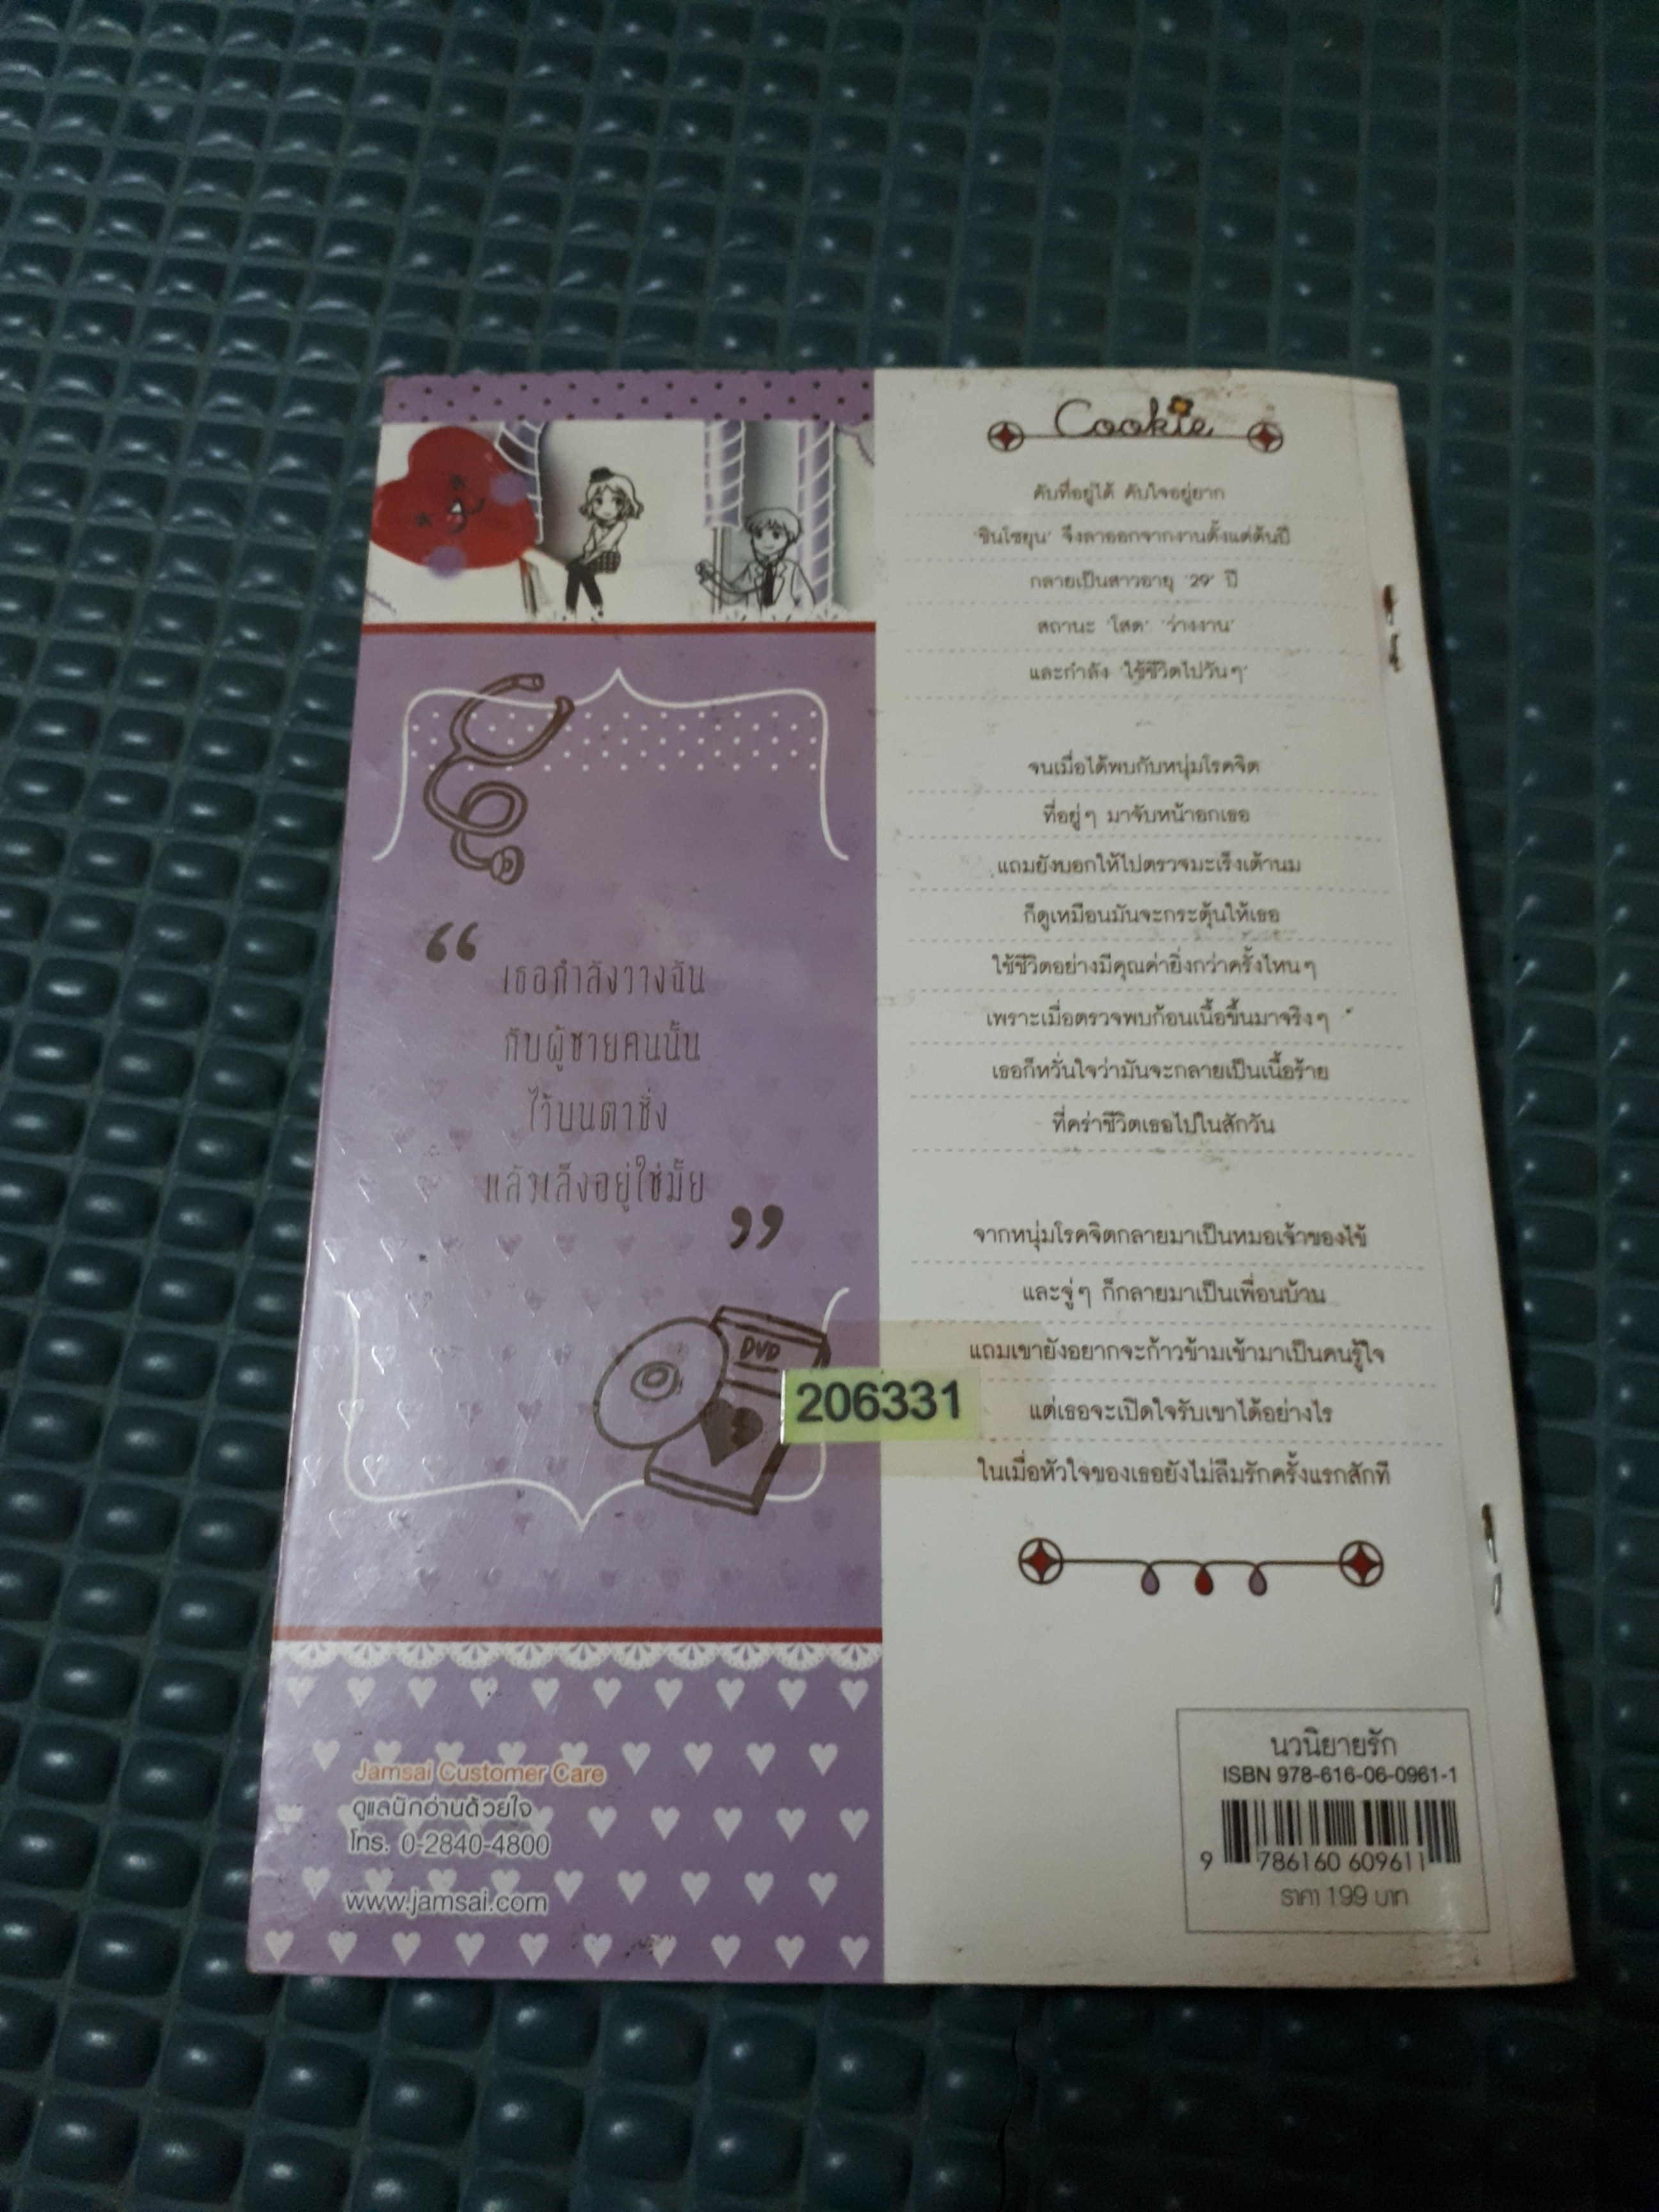 Cookie
คับที่อยู่ได้ คับใจอยู่ยาก
'ชินโซยุน' จึงลาออกจากงานตั้งแต่ต้นปี
กลายเป็นสาวอายุ '29' ปี
สถานะ 'โสด' 'ว่างงาน'
และกำลัง 'ใช้ชีวิตไปวันๆ'
จนเมื่อได้พบกับหนุ่มโรคจิต
ที่อยู่ๆ มาจับหน้าอกเธอ
แถมยังบอกให้ไปตรวจมะเร็งเต้านม
ก็ดูเหมือนมันจะกระตุ้นให้เธอ
ใช้ชีวิตอย่างมีคุณค่ายิ่งกว่าครั้งไหนๆ
เพราะเมื่อตรวจพบก้อนเนื้อขึ้นมาจริงๆ
เธอก็หวั่นใจว่ามันจะกลายเป็นเนื้อร้าย
ที่คร่าชีวิตเธอไปในสักวัน
จากหนุ่มโรคจิตกลายมาเป็นหมอเจ้าของไข้
และจู่ๆ ก็กลายมาเป็นเพื่อนบ้าน
แถมเขายังอยากจะก้าวข้ามเข้ามาเป็นคนรู้ใจ
แต่เธอจะเปิดใจรับเขาได้อย่างไร
ในเมื่อหัวใจของเธอยังไม่ลืมรักครั้งแรกสักที
“ เธอกำลังวางฉัน
กับผู้ชายคนนั้น
ไว้บนตาชั่ง
แล้วเล็งอยู่ใช่มั้ย ”
DVD
206331
Jamsai Customer Care
ดูแลนักอ่านด้วยใจ
โทร. 0-2840-4800
www.jamsai.com
นวนิยายรัก
ISBN 978-616-06-0961-1
9 786160 609611
ราคา 199 บาท